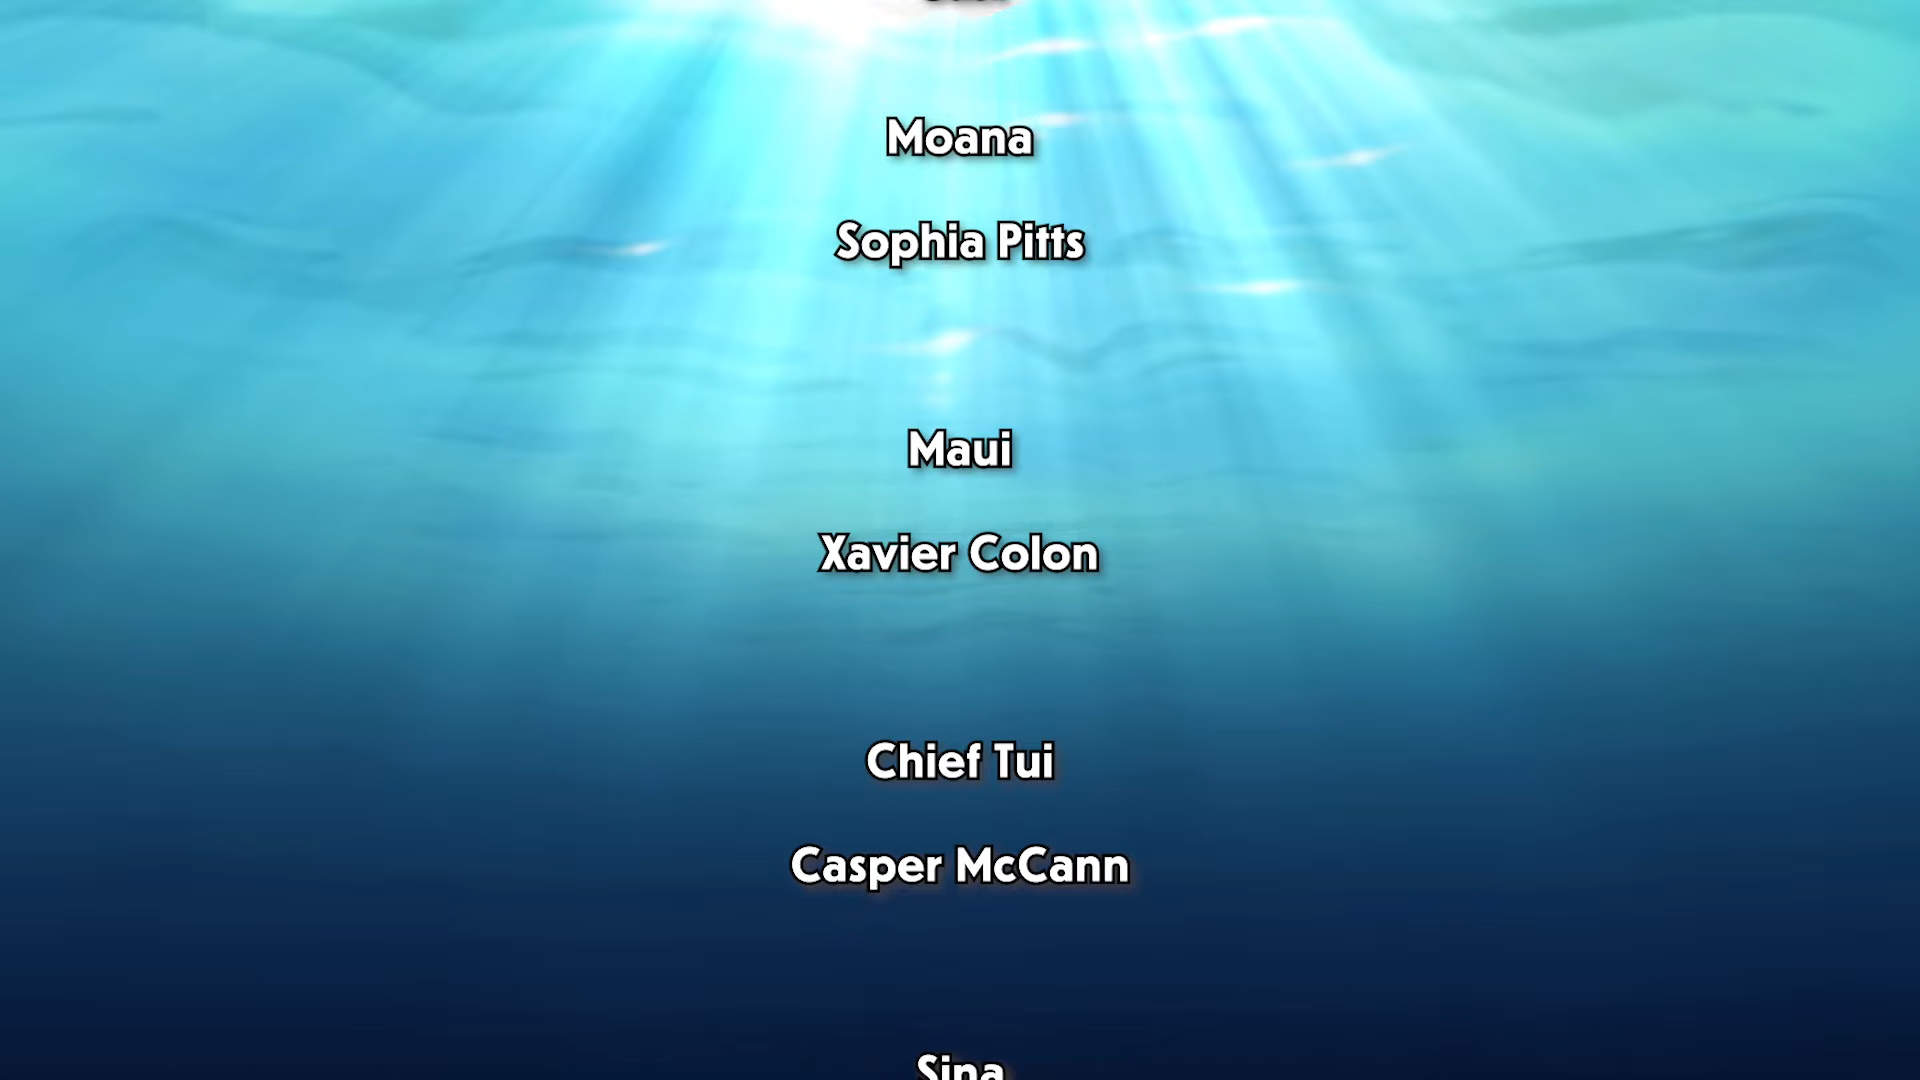 Moana
Sophia Pitts
Maui
Xavier Colon
Chief Tui
Casper McCann
Sina